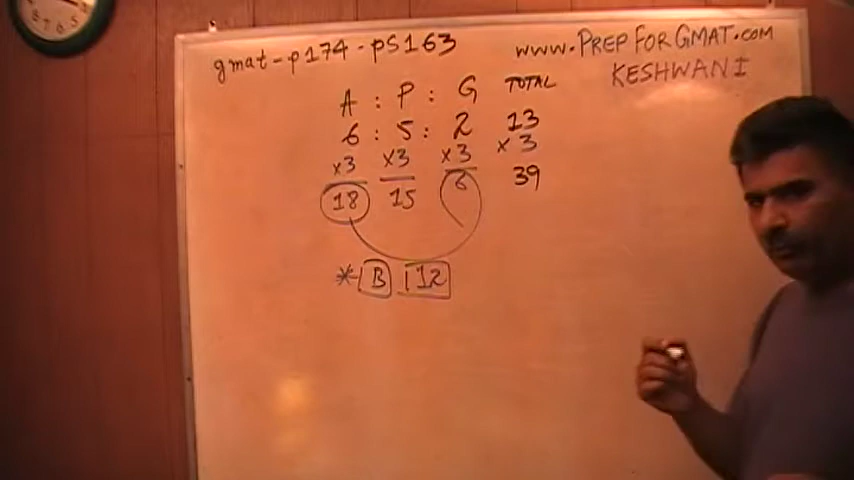 gmat-p174-pS163
www.PREPFORGMAT.com
KESHWANI
A : P : G TOTAL
6 : 5 : 2 13
x3 x3 x3 x 3
18 15 6 39
* B 12